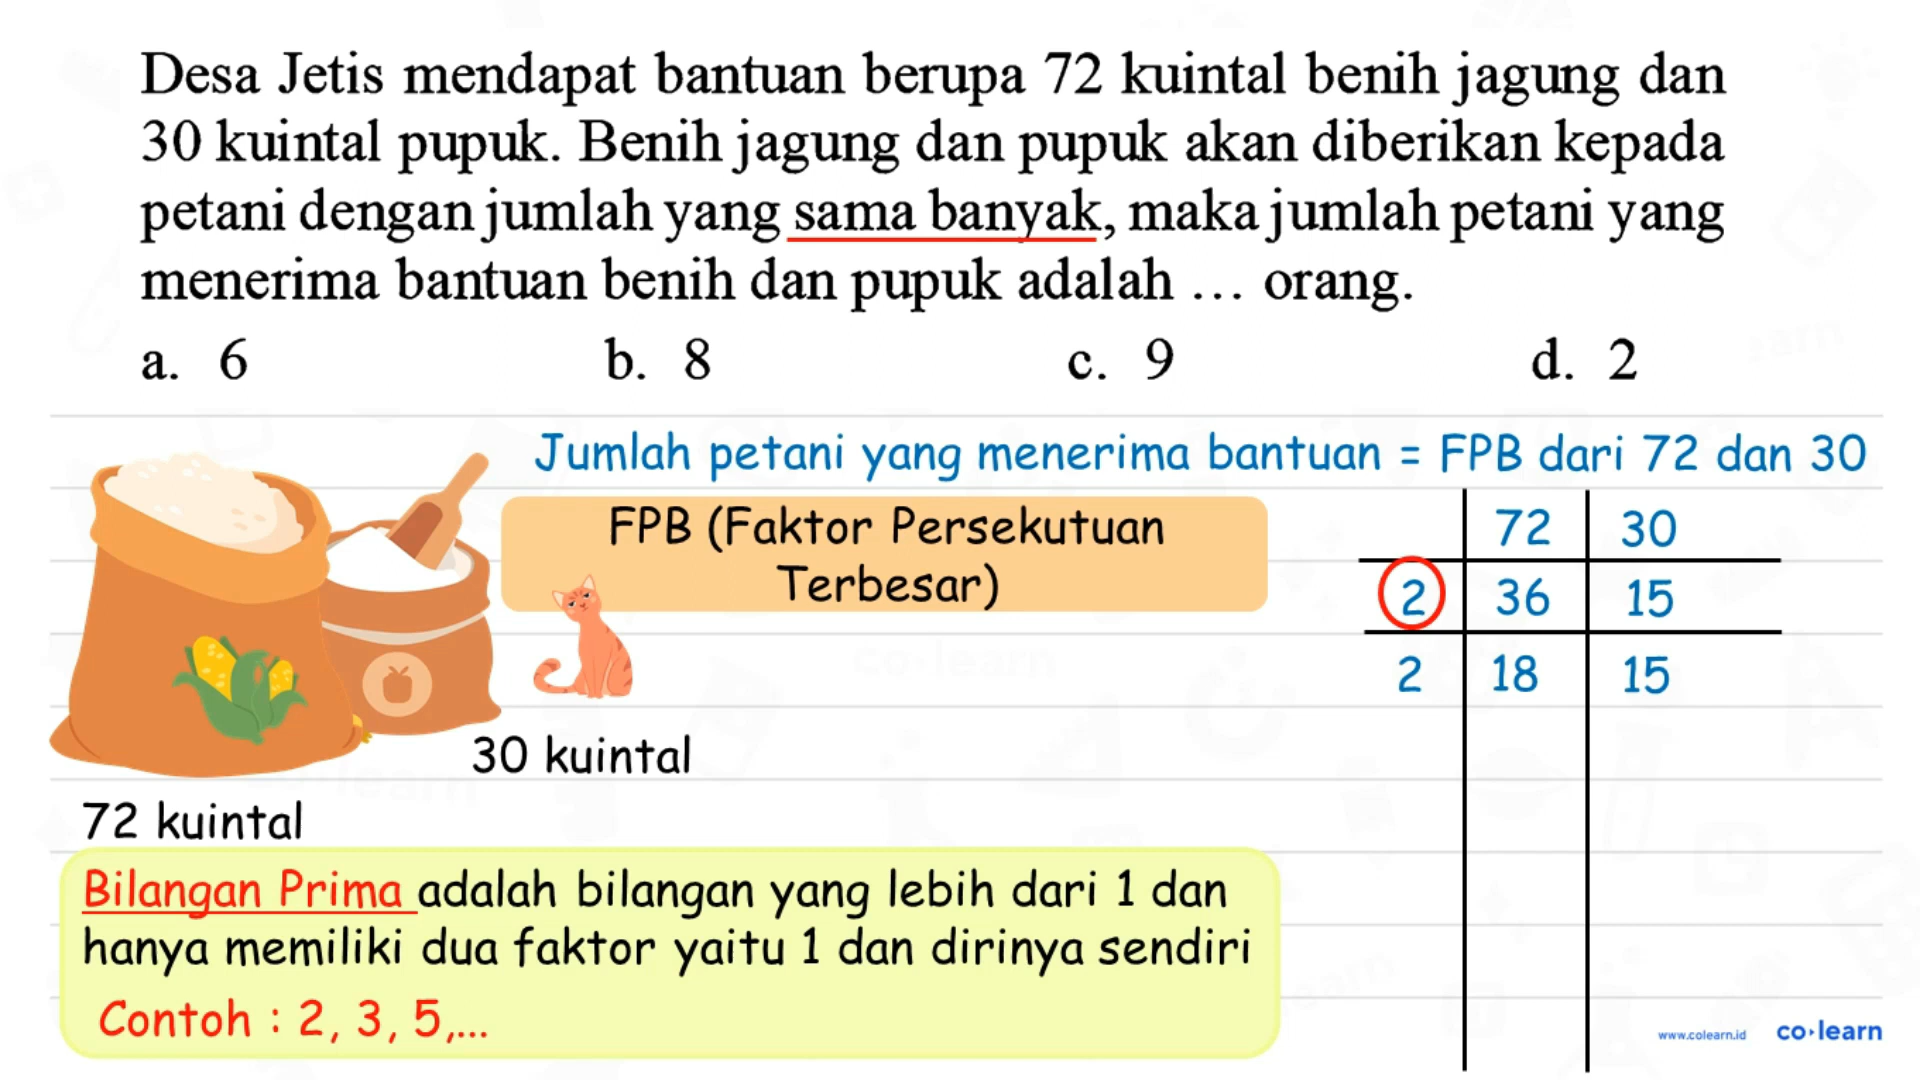 Desa Jetis mendapat bantuan berupa 72 kuintal benih jagung dan
30 kuintal pupuk. Benih jagung dan pupuk akan diberikan kepada
petani dengan jumlah yang sama banyak, maka jumlah petani yang
menerima bantuan benih dan pupuk adalah ... orang.
a. 6 b. 8 c. 9 d. 2
Jumlah petani yang menerima bantuan = FPB dari 72 dan 30
FPB (Faktor Persekutuan
Terbesar)
72 30
2 36 15
2 18 15
30 kuintal
72 kuintal
Bilangan Prima adalah bilangan yang lebih dari 1 dan
hanya memiliki dua faktor yaitu 1 dan dirinya sendiri
Contoh : 2, 3, 5,...
www.colearn.id co·learn